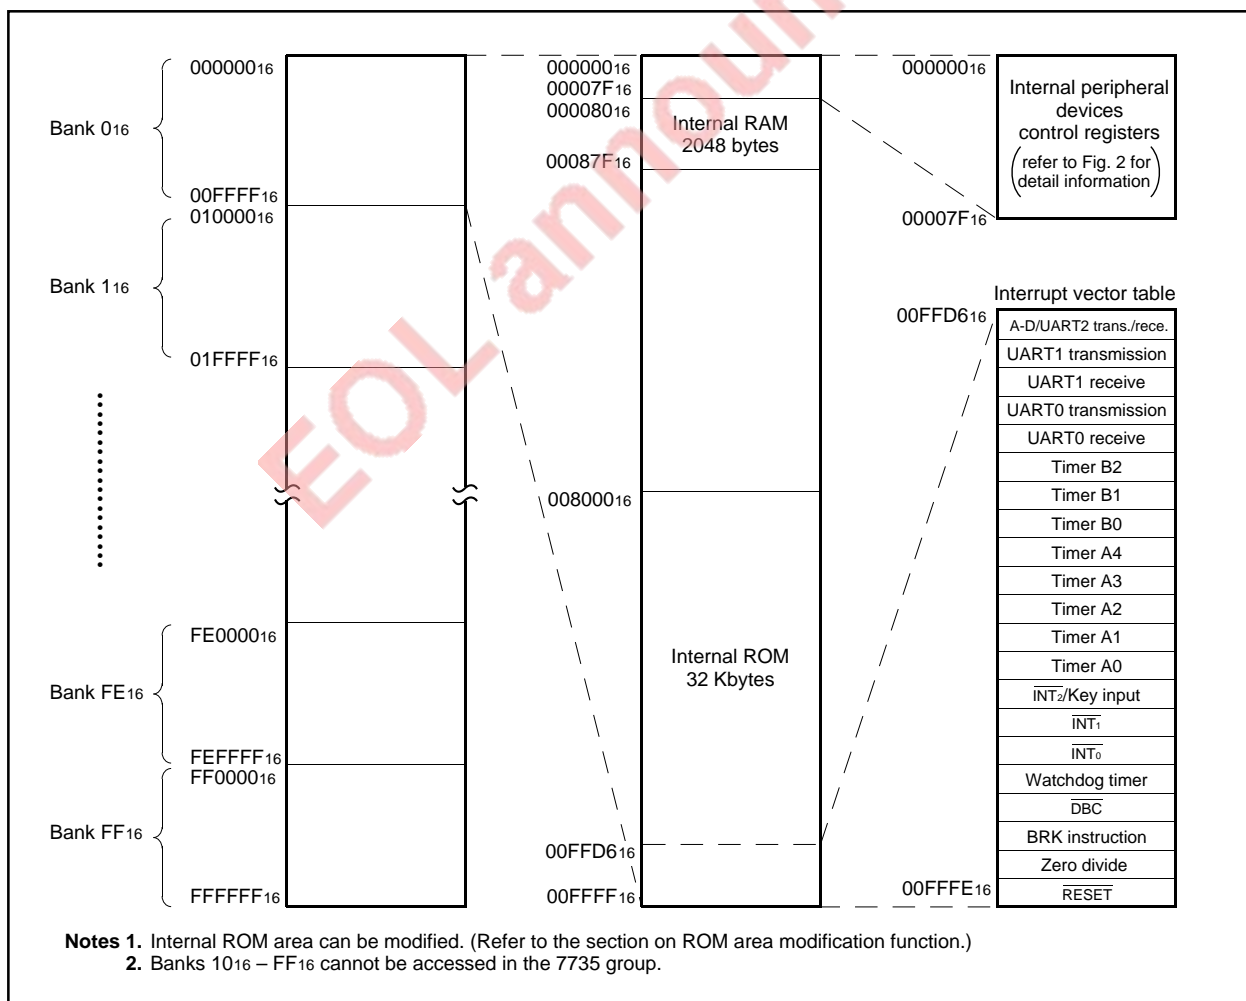 000000₁₆
Bank 0₁₆
00FFFF₁₆
010000₁₆
Bank 1₁₆
01FFFF₁₆
FE0000₁₆
Bank FE₁₆
FEFFFF₁₆
FF0000₁₆
Bank FF₁₆
FFFFFF₁₆
000000₁₆
00007F₁₆
000080₁₆
Internal RAM
2048 bytes
00087F₁₆
008000₁₆
Internal ROM
32 Kbytes
00FFD6₁₆
00FFFF₁₆
000000₁₆
Internal peripheral
devices
control registers
(refer to Fig. 2 for
detail information)
00007F₁₆
Interrupt vector table
00FFD6₁₆
A-D/UART2 trans./rece.
UART1 transmission
UART1 receive
UART0 transmission
UART0 receive
Timer B2
Timer B1
Timer B0
Timer A4
Timer A3
Timer A2
Timer A1
Timer A0
INT₂/Key input
INT₁
INT₀
Watchdog timer
DBC
BRK instruction
Zero divide
RESET
00FFFE₁₆
Notes 1. Internal ROM area can be modified. (Refer to the section on ROM area modification function.)
2. Banks 10₁₆ – FF₁₆ cannot be accessed in the 7735 group.